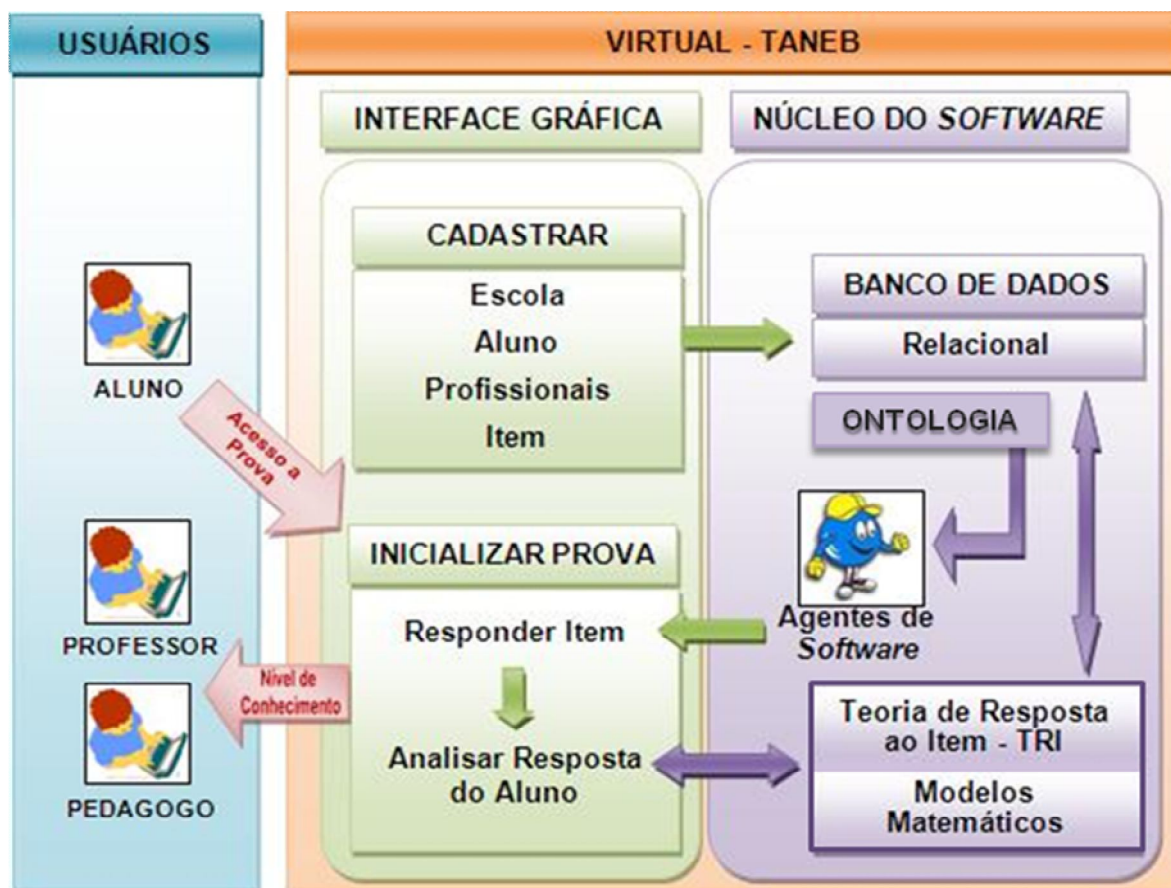 USUÁRIOS
ALUNO
PROFESSOR
PEDAGOGO
Acesso a
Prova
Nível de
Conhecimento
VIRTUAL - TANEB
INTERFACE GRÁFICA
CADASTRAR
Escola
Aluno
Profissionais
Item
INICIALIZAR PROVA
Responder Item
Analisar Resposta
do Aluno
NÚCLEO DO SOFTWARE
BANCO DE DADOS
Relacional
ONTOLOGIA
Agentes de
Software
Teoria de Resposta
ao Item - TRI
Modelos
Matemáticos